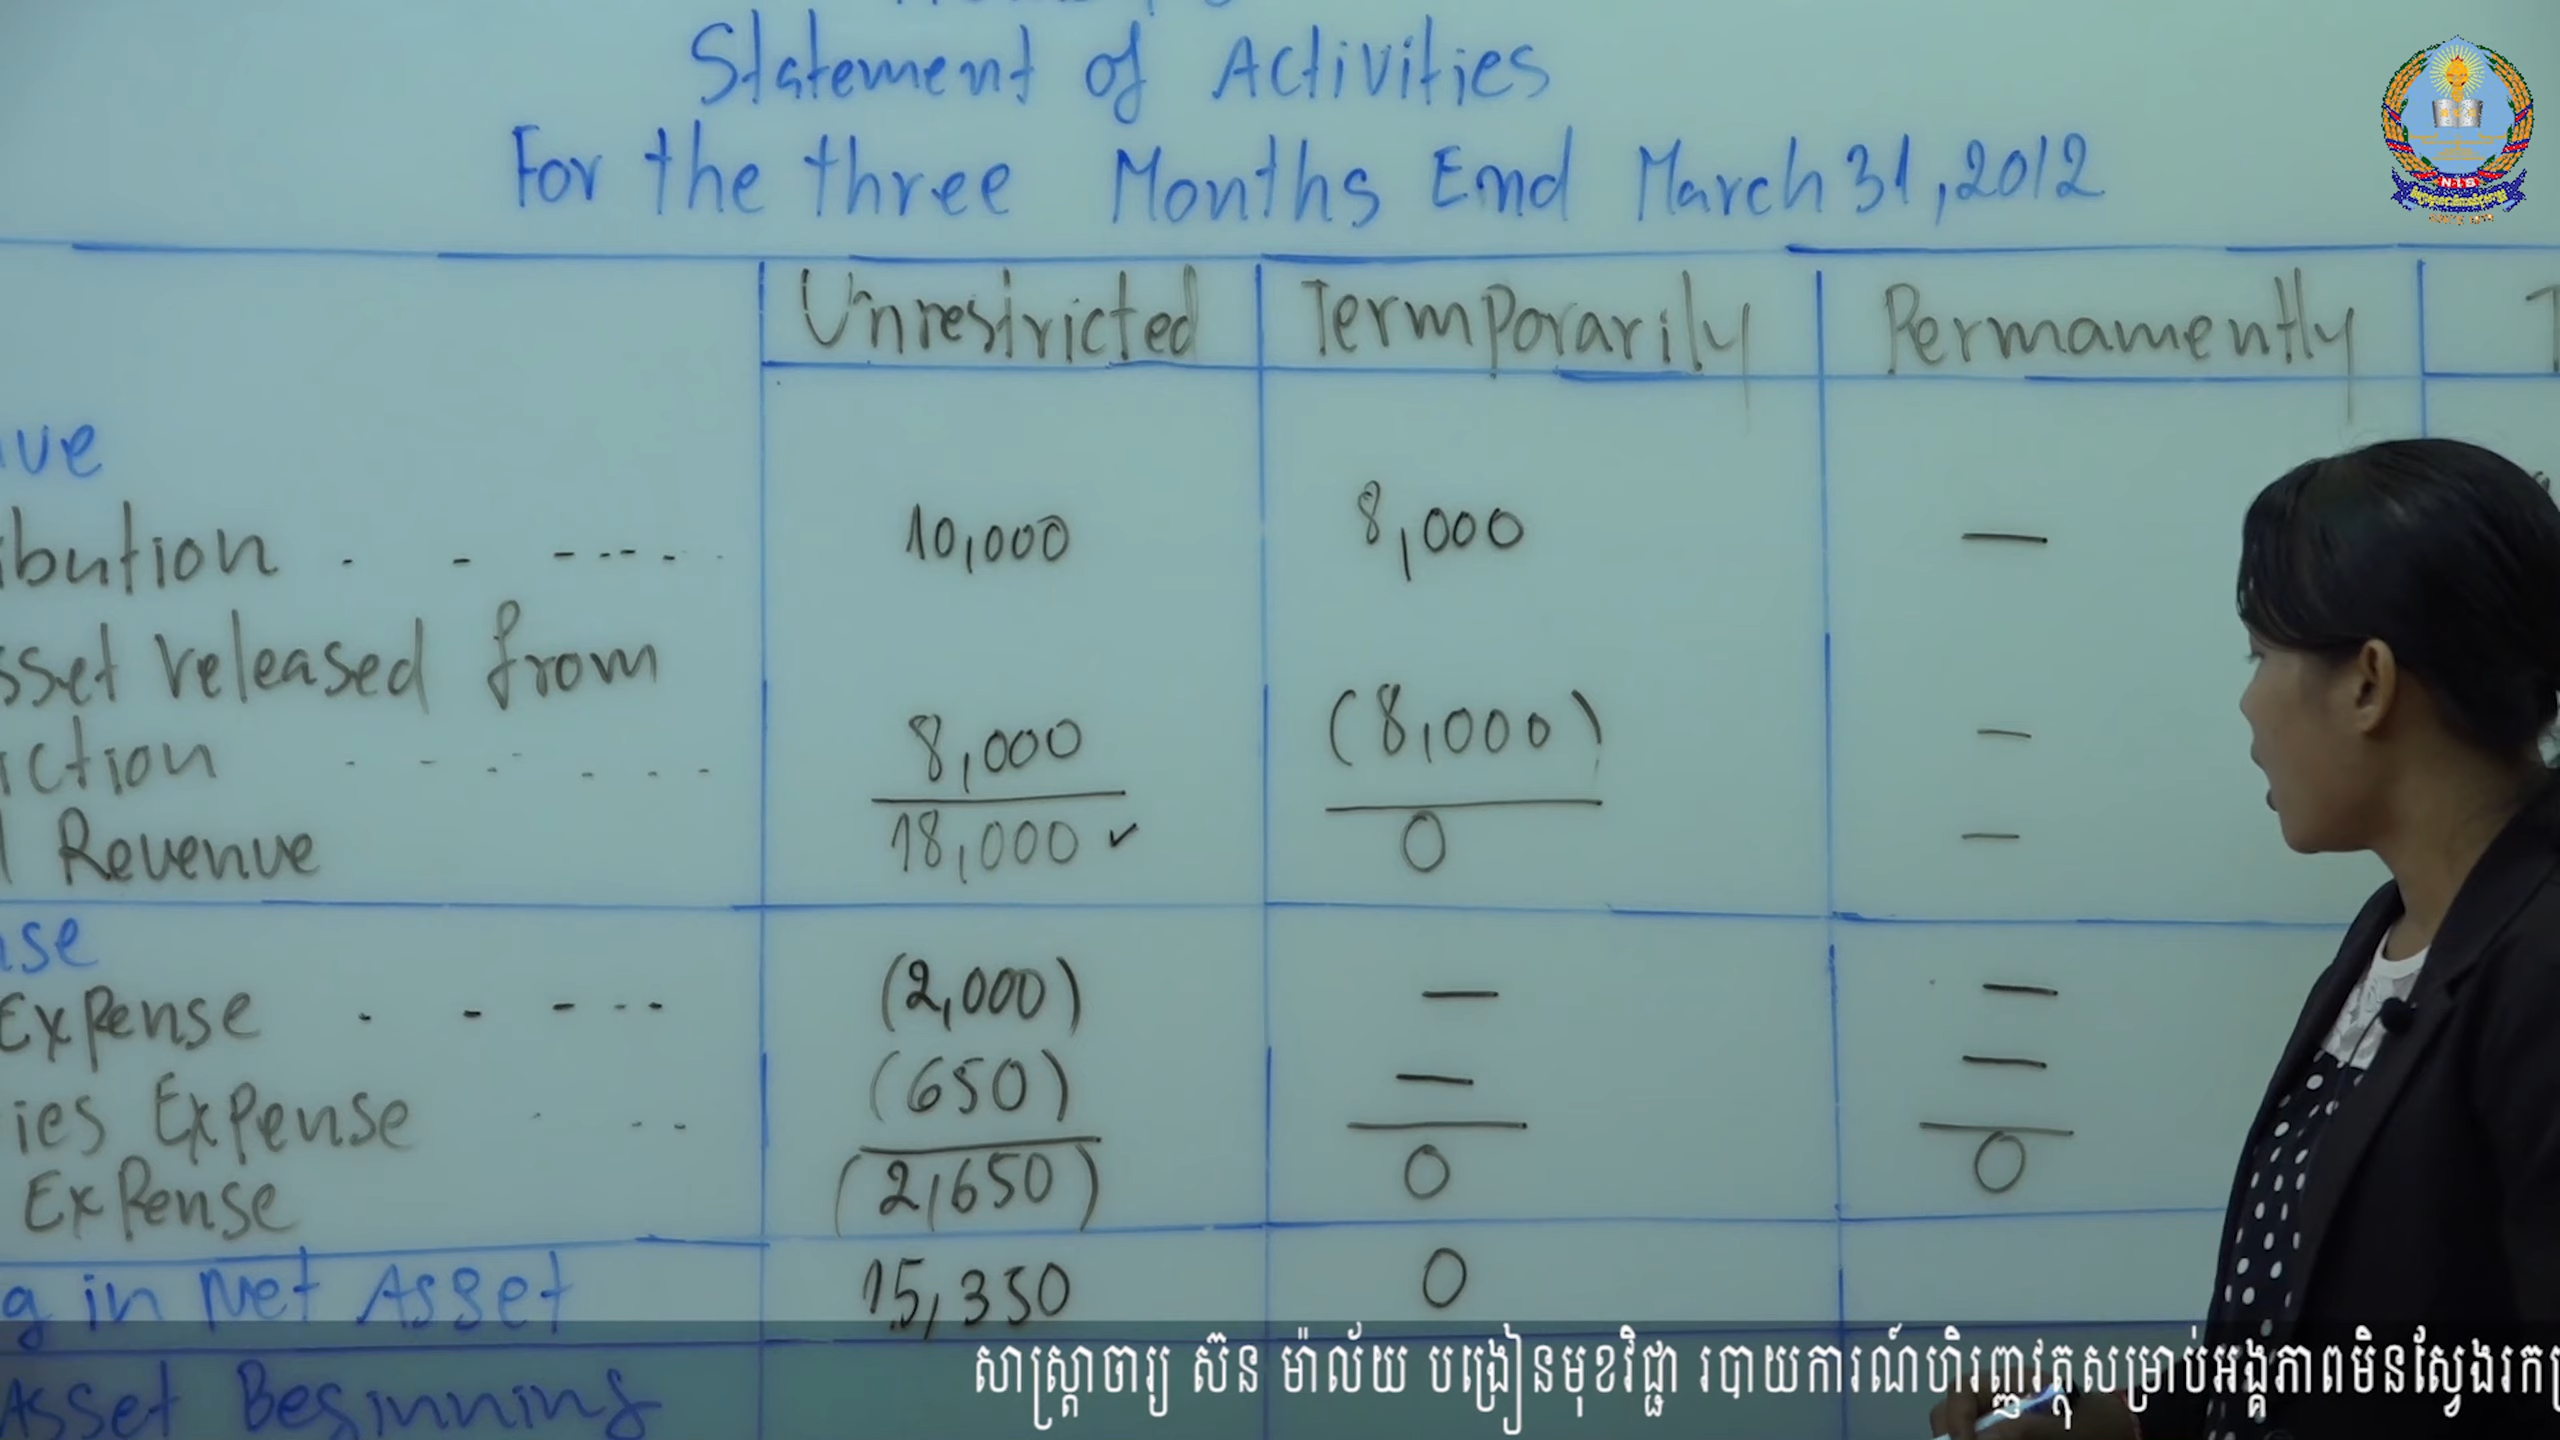 Statement of Activities
For the three Months End March 31, 2012
Unrestricted Termporarily Permamently T
ue
ibution . - - -- - . 10,000 8,000 —
sset released from
iction - - - - - - 8,000 (8,000) —
l Revenue 18,000 ✓ 0 —
nse
Expense . - - - - - (2,000) — —
ies Expense - - - (650) — —
Expense (2,650) 0 0
g in Net Asset 15,350 0
Asset Beginning
សាស្ត្រាចារ្យ ស៊ន ម៉ាល័យ បង្រៀនមុខវិជ្ជា របាយការណ៍ហិរញ្ញវត្ថុសម្រាប់អង្គភាពមិនស្វែងរក
NIB